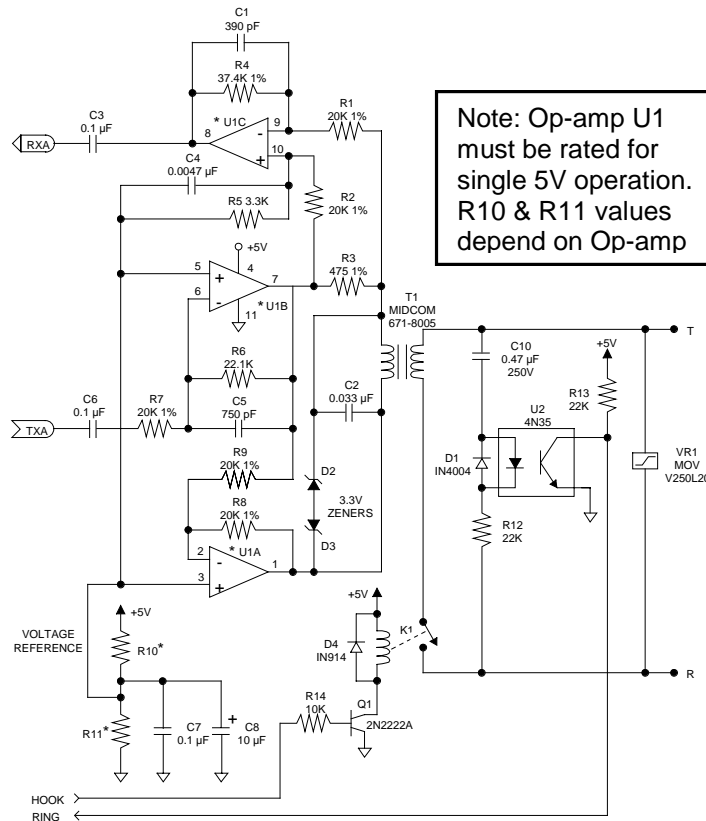 C1
390 pF
R4
37.4K 1%
C3
0.1 µF
* U1C
9
8
10
R1
20K 1%
RXA
C4
0.0047 µF
R2
20K 1%
R5 3.3K
+5V
5
4
7
6
11
* U1B
R3
475 1%
Note: Op-amp U1
must be rated for
single 5V operation.
R10 & R11 values
depend on Op-amp
T1
MIDCOM
671-8005
T
C10
0.47 µF
250V
+5V
R13
22K
R6
22.1K
C2
0.033 µF
U2
4N35
C6
0.1 µF
R7
20K 1%
C5
750 pF
TXA
D1
IN4004
VR1
MOV
V250L20
R9
20K 1%
D2
R8
20K 1%
3.3V
ZENERS
D3
R12
22K
2
* U1A
1
3
+5V
+5V
VOLTAGE
REFERENCE
R10*
D4
IN914
K1
R
R14
10K
Q1
2N2222A
R11*
C7
0.1 µF
+
C8
10 µF
HOOK
RING